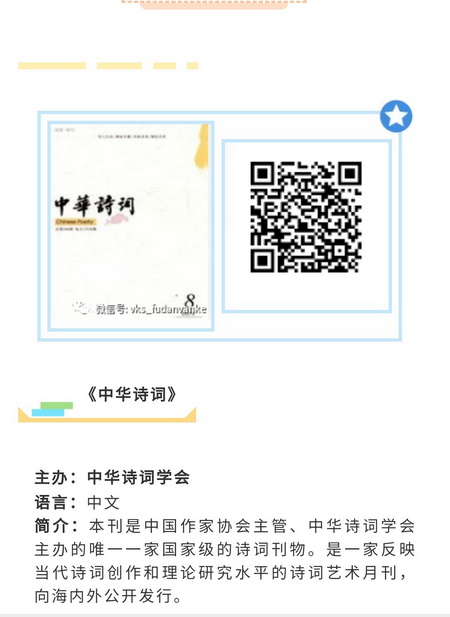 中華詩词
Chinese Poetry
8
微信号: vks_fudanvanke
《中华诗词》
主办：中华诗词学会
语言：中文
简介：本刊是中国作家协会主管、中华诗词学会
主办的唯一一家国家级的诗词刊物。是一家反映
当代诗词创作和理论研究水平的诗词艺术月刊，
向海内外公开发行。